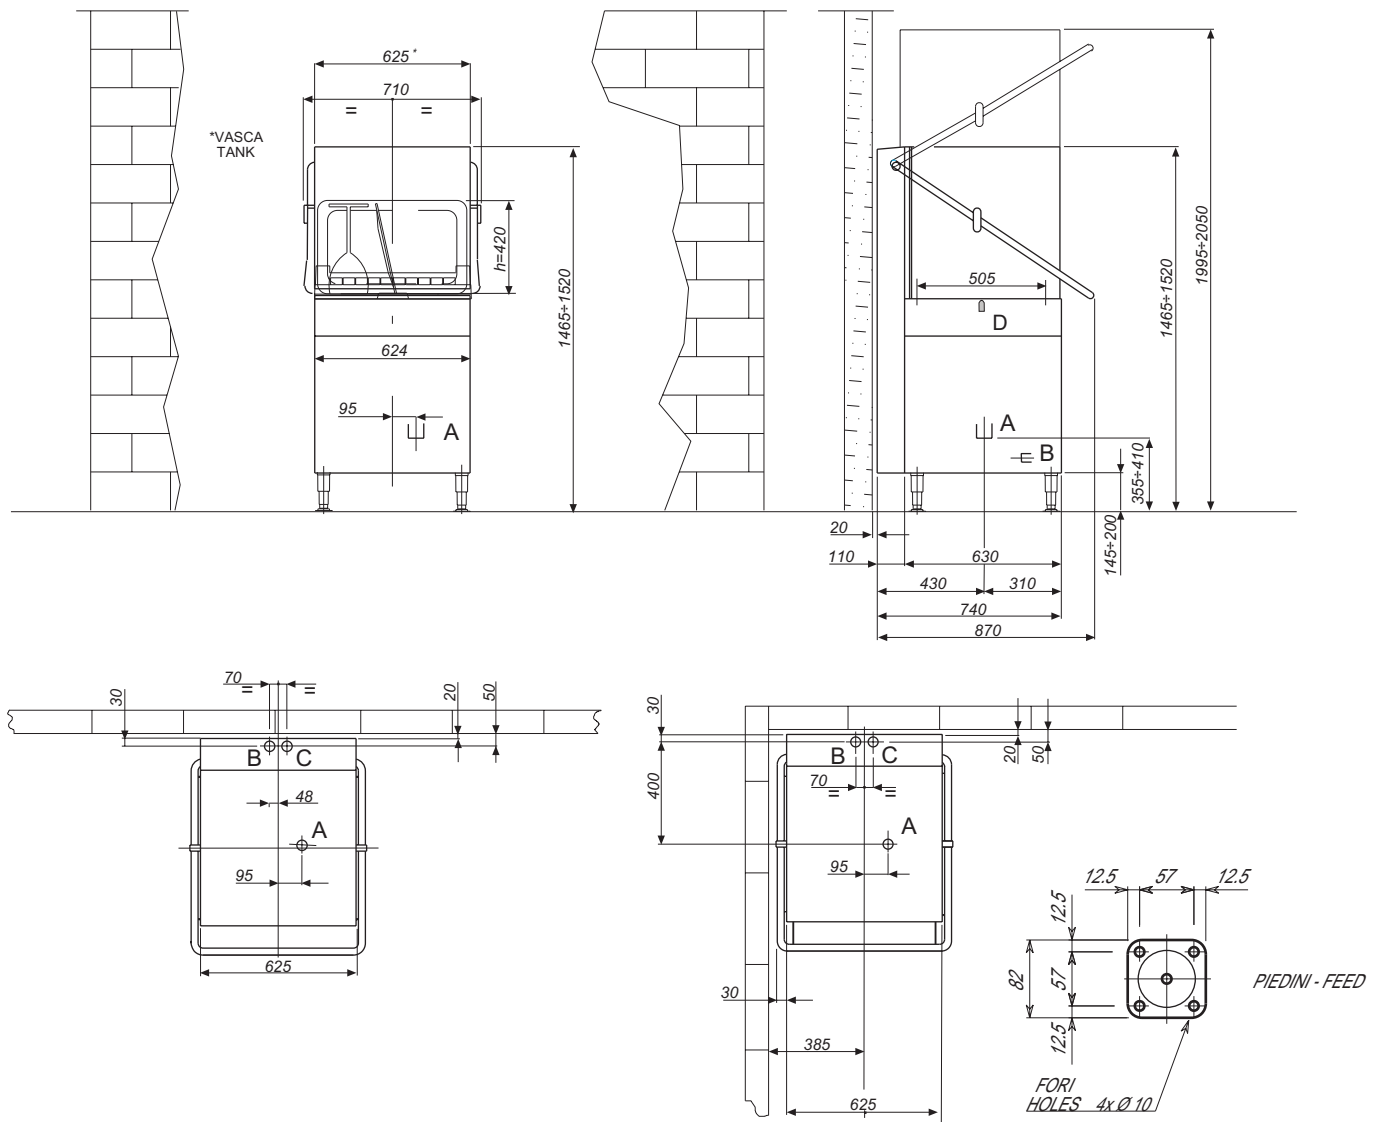 625 *
710
= =
*VASCA
TANK
h=420
1465÷1520
624
95
A
505
D
A
B
1995÷2050
1465÷1520
355÷410
145÷200
20
110 630
430 310
740
870
30
70
= =
20
50
B C
48
A
95
625
30
400
B C
70
= =
20
50
A
95
30
385
625
12.5 57 12.5
12.5
57
82
12.5
PIEDINI - FEED
FORI
HOLES 4x Ø 10